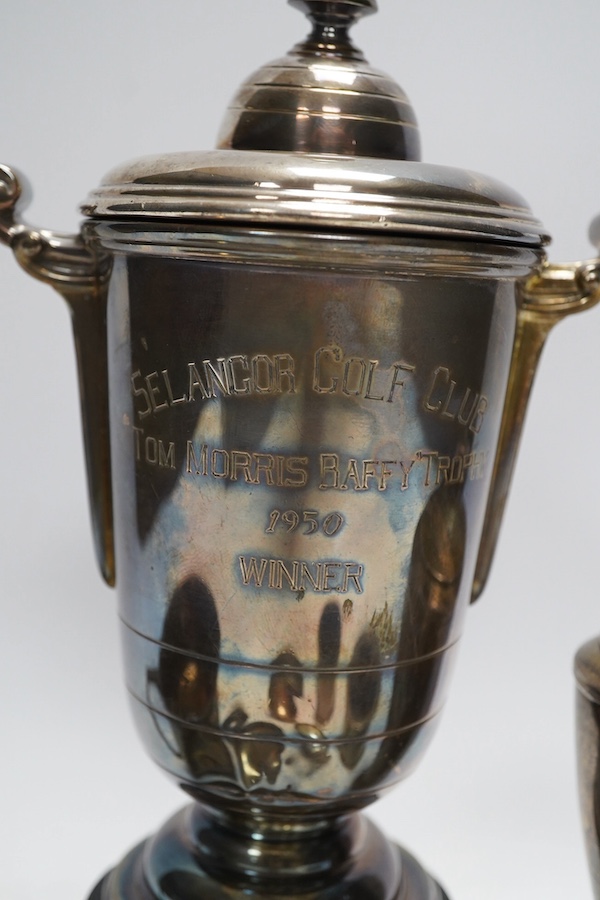 SELANGOR GOLF CLUB
"TOM MORRIS BAFFY" TROPHY
1950
WINNER